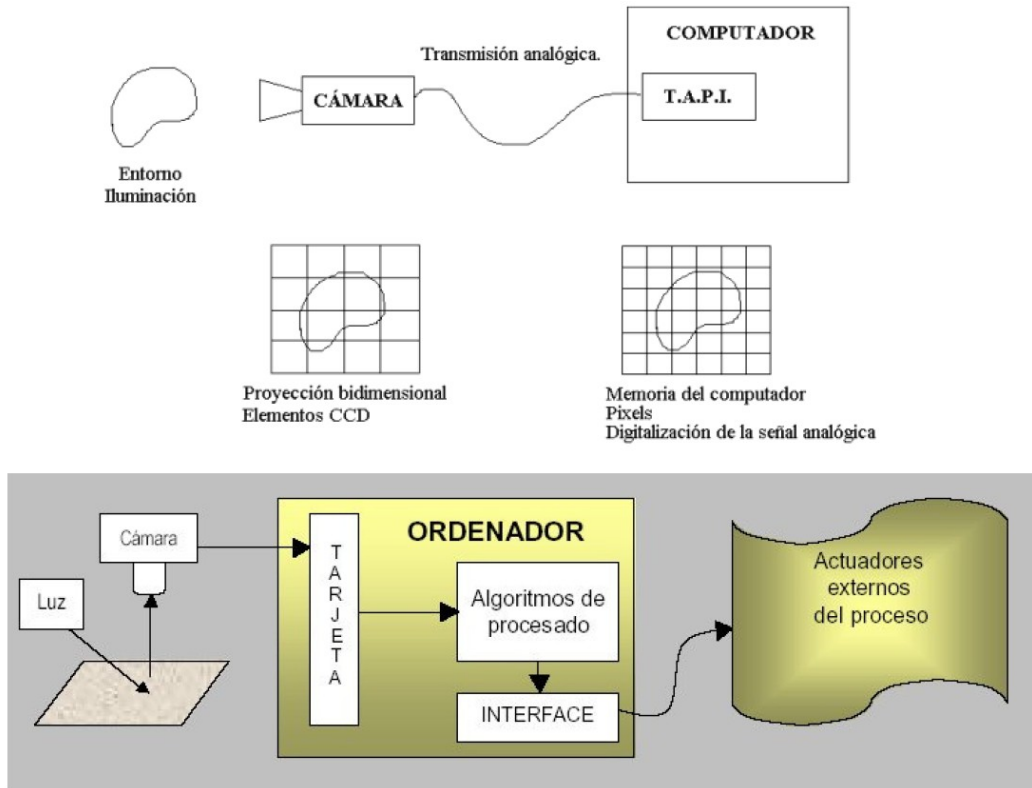 COMPUTADOR
Transmisión analógica.
CÁMARA
T.A.P.I.
Entorno
Iluminación
Proyección bidimensional
Elementos CCD
Memoria del computador
Pixels
Digitalización de la señal analógica
Cámara
Luz
TARJETA
ORDENADOR
Algoritmos de
procesado
INTERFACE
Actuadores
externos
del proceso